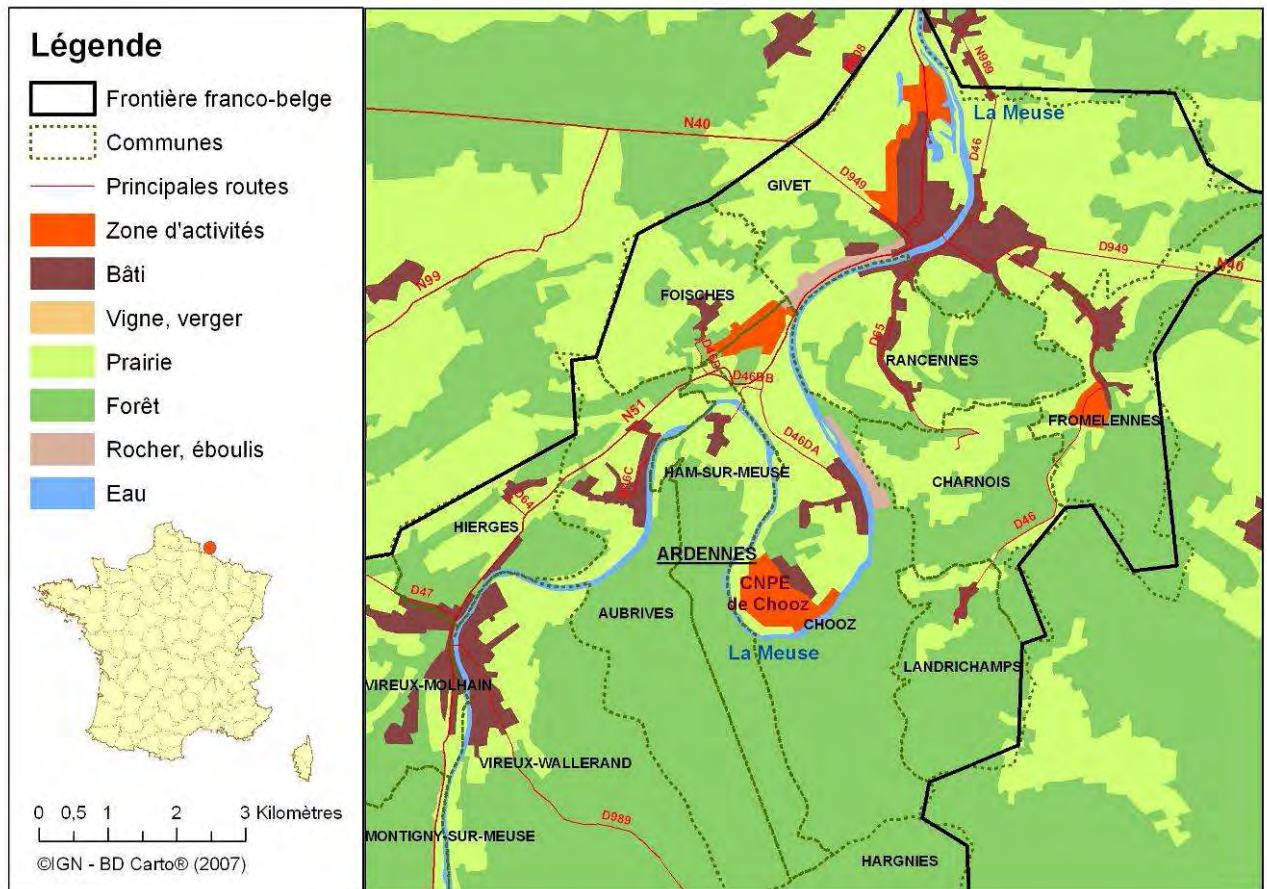 Légende
Frontière franco-belge
Communes
Principales routes
Zone d'activités
Bâti
Vigne, verger
Prairie
Forêt
Rocher, éboulis
Eau
0 0,5 1 2 3 Kilomètres
©IGN - BD Carto® (2007)
N989
La Meuse
N40
D46
GIVET
D949
D949
N40
N99
FOISCHES
D65
RANCENNES
D46BB
N51
FROMELENNES
D46DA
HAM-SUR-MEUSE
CHARNOIS
D46C
D64
HIERGES
D46
ARDENNES
CNPE
de Chooz
D47
AUBRIVES
CHOOZ
La Meuse
LANDRICHAMPS
VIREUX-MOLHAIN
VIREUX-WALLERAND
D989
MONTIGNY-SUR-MEUSE
HARGNIES